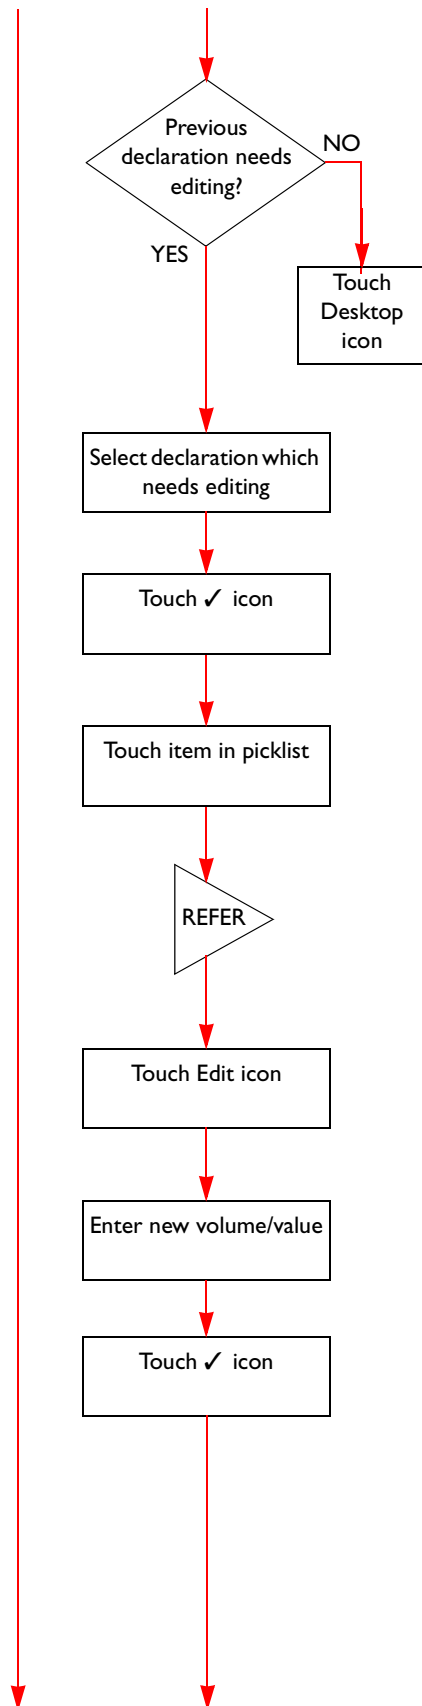 Previous
declaration needs
editing?
NO
YES
Touch
Desktop
icon
Select declaration which
needs editing
Touch ✓ icon
Touch item in picklist
REFER
Touch Edit icon
Enter new volume/value
Touch ✓ icon